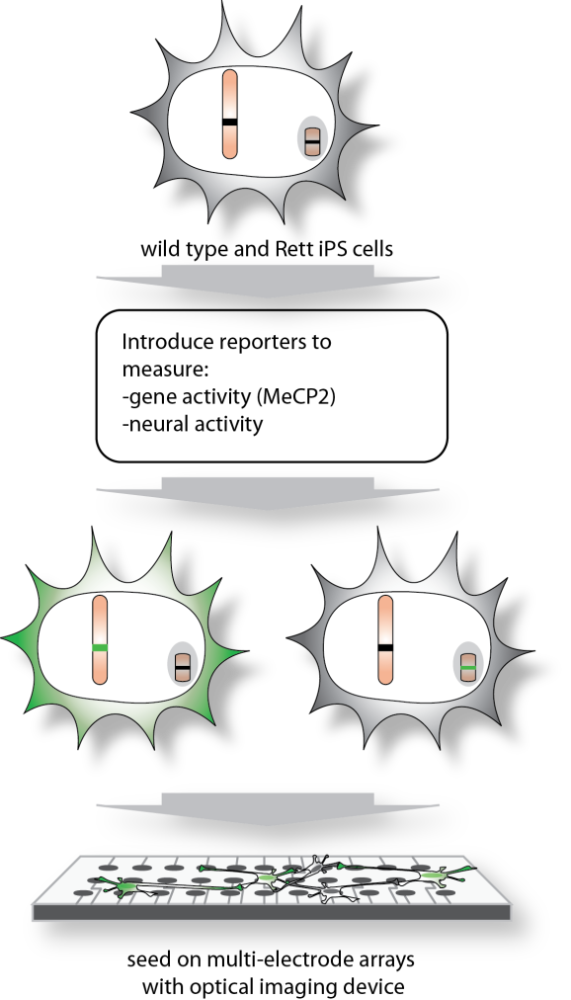 wild type and Rett iPS cells
Introduce reporters to
measure:
-gene activity (MeCP2)
-neural activity
seed on multi-electrode arrays
with optical imaging device